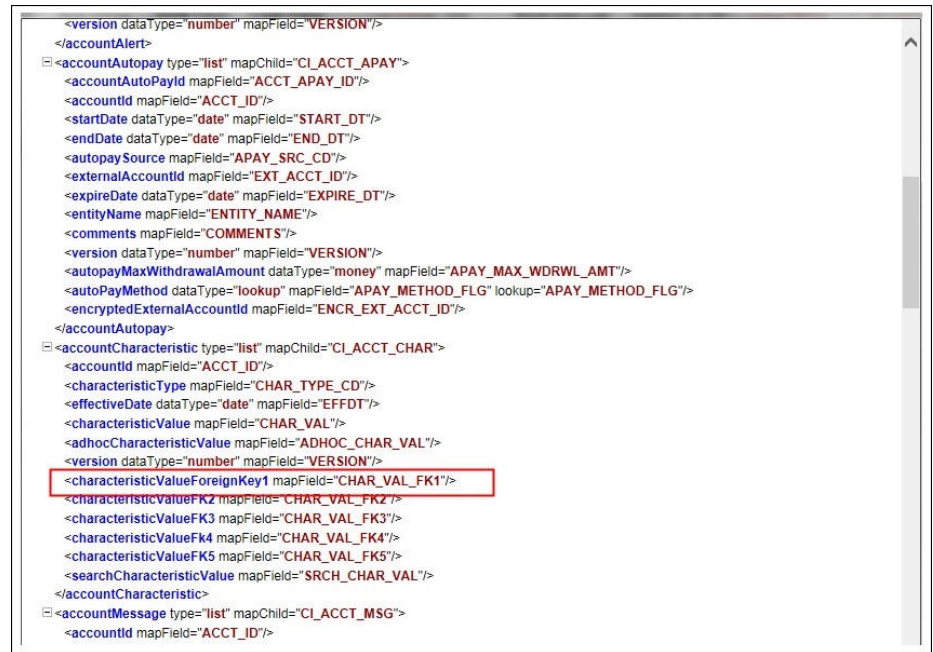 <version dataType="number" mapField="VERSION"/>
</accountAlert>
<accountAutopay type="list" mapChild="CI_ACCT_APAY">
<accountAutoPayId mapField="ACCT_APAY_ID"/>
<accountId mapField="ACCT_ID"/>
<startDate dataType="date" mapField="START_DT"/>
<endDate dataType="date" mapField="END_DT"/>
<autopaySource mapField="APAY_SRC_CD"/>
<externalAccountId mapField="EXT_ACCT_ID"/>
<expireDate dataType="date" mapField="EXPIRE_DT"/>
<entityName mapField="ENTITY_NAME"/>
<comments mapField="COMMENTS"/>
<version dataType="number" mapField="VERSION"/>
<autopayMaxWithdrawalAmount dataType="money" mapField="APAY_MAX_WDRWL_AMT"/>
<autoPayMethod dataType="lookup" mapField="APAY_METHOD_FLG" lookup="APAY_METHOD_FLG"/>
<encryptedExternalAccountId mapField="ENCR_EXT_ACCT_ID"/>
</accountAutopay>
<accountCharacteristic type="list" mapChild="CI_ACCT_CHAR">
<accountId mapField="ACCT_ID"/>
<characteristicType mapField="CHAR_TYPE_CD"/>
<effectiveDate dataType="date" mapField="EFFDT"/>
<characteristicValue mapField="CHAR_VAL"/>
<adhocCharacteristicValue mapField="ADHOC_CHAR_VAL"/>
<version dataType="number" mapField="VERSION"/>
<characteristicValueForeignKey1 mapField="CHAR_VAL_FK1"/>
<characteristicValueFK2 mapField="CHAR_VAL_FK2"/>
<characteristicValueFK3 mapField="CHAR_VAL_FK3"/>
<characteristicValueFk4 mapField="CHAR_VAL_FK4"/>
<characteristicValueFK5 mapField="CHAR_VAL_FK5"/>
<searchCharacteristicValue mapField="SRCH_CHAR_VAL"/>
</accountCharacteristic>
<accountMessage type="list" mapChild="CI_ACCT_MSG">
<accountId mapField="ACCT_ID"/>